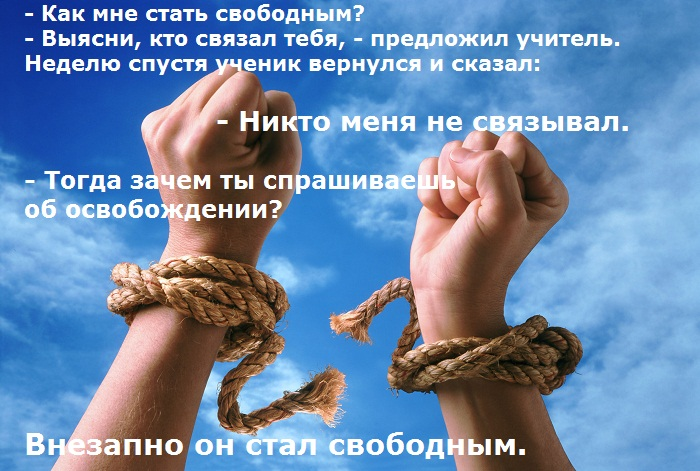 - Как мне стать свободным?
- Выясни, кто связал тебя, - предложил учитель.
Неделю спустя ученик вернулся и сказал:
- Никто меня не связывал.
- Тогда зачем ты спрашиваешь
об освобождении?
Внезапно он стал свободным.